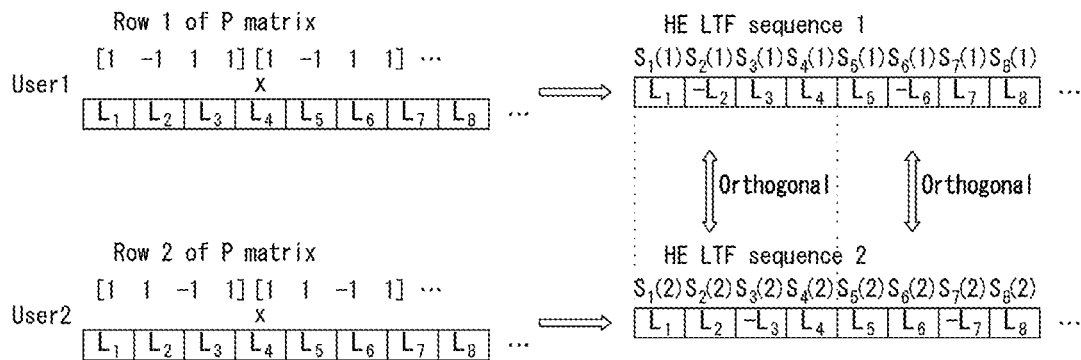 Row 1 of P matrix
[1 -1 1 1][1 -1 1 1] ···
User1
x
L₁ L₂ L₃ L₄ L₅ L₆ L₇ L₈ ···
HE LTF sequence 1
S₁(1)S₂(1)S₃(1)S₄(1)S₅(1)S₆(1)S₇(1)S₈(1)
L₁ -L₂ L₃ L₄ L₅ -L₆ L₇ L₈ ···
Orthogonal
Orthogonal
Row 2 of P matrix
[1 1 -1 1][1 1 -1 1] ···
User2
x
L₁ L₂ L₃ L₄ L₅ L₆ L₇ L₈ ···
HE LTF sequence 2
S₁(2)S₂(2)S₃(2)S₄(2)S₅(2)S₆(2)S₇(2)S₈(2)
L₁ L₂ -L₃ L₄ L₅ L₆ -L₇ L₈ ···